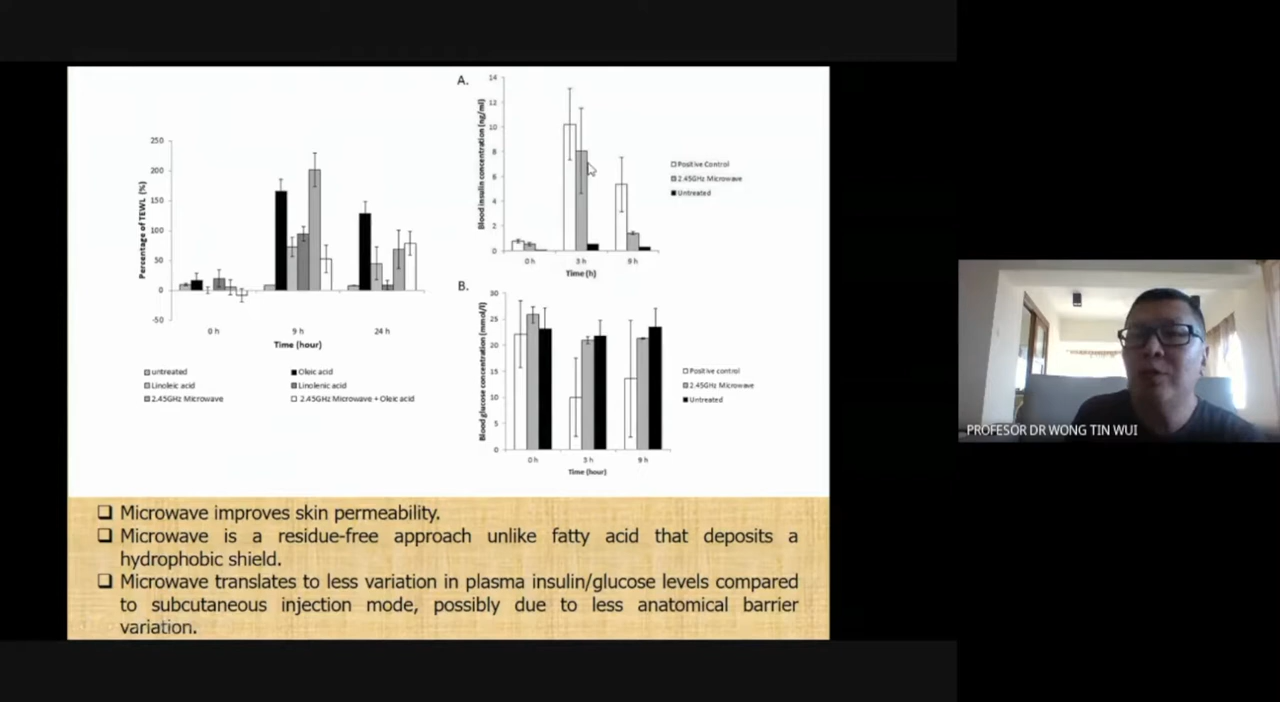 250
200
150
100
50
0
-50
Percentage of TEWL (%)
0 h
9 h
24 h
Time (hour)
untreated
Oleic acid
Linoleic acid
Linolenic acid
2.45GHz Microwave
2.45GHz Microwave + Oleic acid
A.
14
12
10
8
6
4
2
0
Blood insulin concentration (ng/ml)
0 h
3 h
9 h
Time (h)
Positive Control
2.45GHz Microwave
Untreated
B.
30
25
20
15
10
5
0
Blood glucose concentration (mmol/l)
0 h
3 h
9 h
Time (hour)
Positive control
2.45GHz Microwave
Untreated
Microwave improves skin permeability.
Microwave is a residue-free approach unlike fatty acid that deposits a
hydrophobic shield.
Microwave translates to less variation in plasma insulin/glucose levels compared
to subcutaneous injection mode, possibly due to less anatomical barrier
variation.
PROFESOR DR WONG TIN WUI